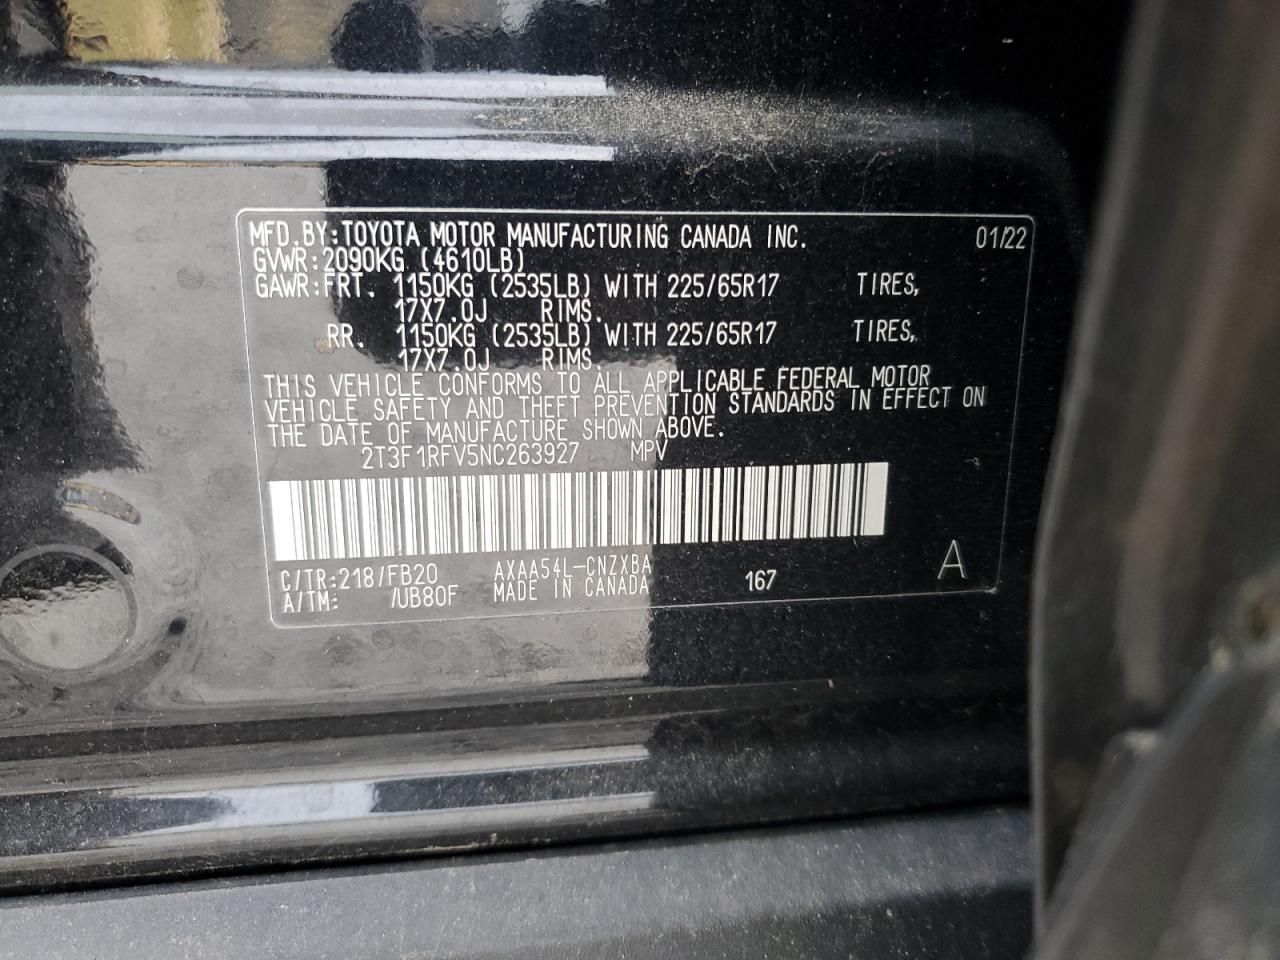 MFD.BY:TOYOTA MOTOR MANUFACTURING CANADA INC. 01/22
GVWR:2090KG (4610LB)
GAWR:FRT. 1150KG (2535LB) WITH 225/65R17 TIRES,
17X7.0J RIMS.
RR. 1150KG (2535LB) WITH 225/65R17 TIRES,
17X7.0J RIMS.
THIS VEHICLE CONFORMS TO ALL APPLICABLE FEDERAL MOTOR
VEHICLE SAFETY AND THEFT PREVENTION STANDARDS IN EFFECT ON
THE DATE OF MANUFACTURE SHOWN ABOVE.
2T3F1RFV5NC263927 MPV
C/TR:218/FB20 AXAA54L-CNZXBA 167 A
A/TM: /UB80F MADE IN CANADA